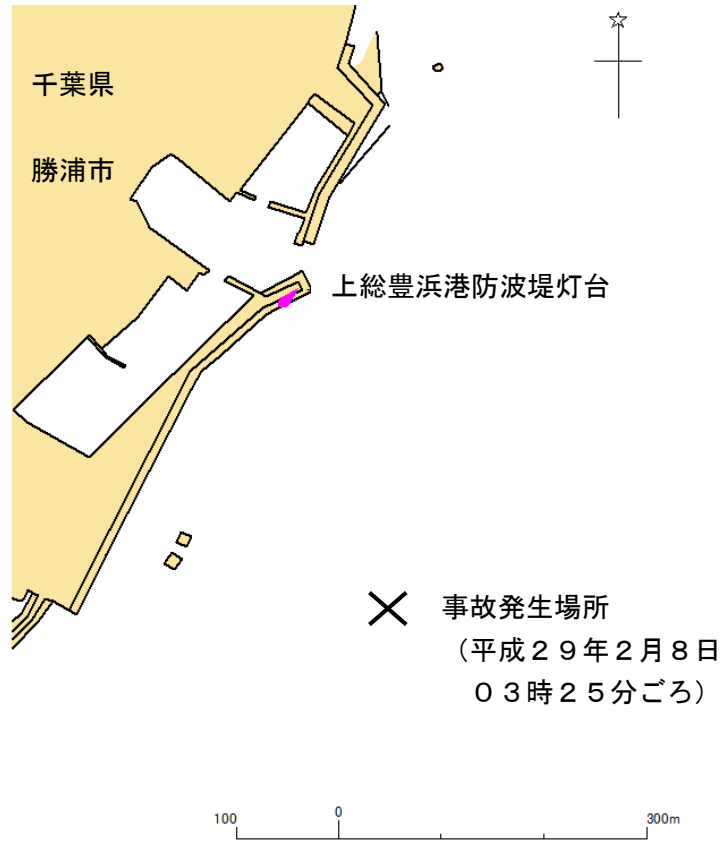 千葉県
勝浦市
上総豊浜港防波堤灯台
事故発生場所
(平成２９年２月８日
０３時２５分ごろ)
100 0 300m